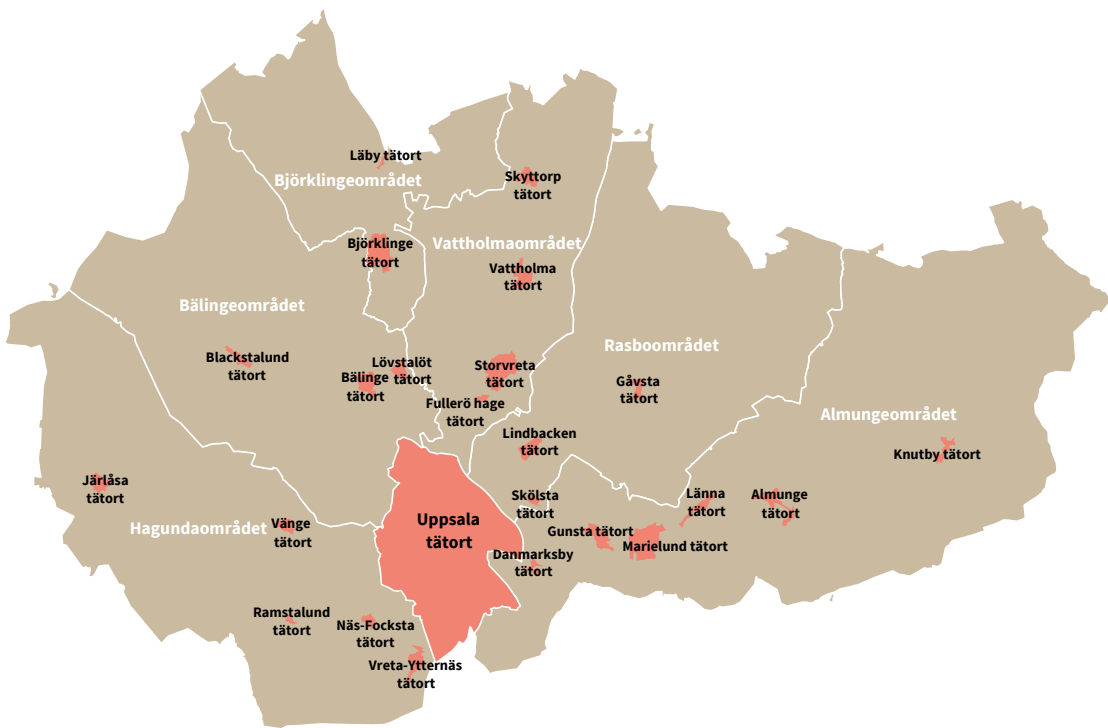 Läby tätort
Björklingeområdet
Skyttorp
tätort
Björklinge
tätort
Vattholmaområdet
Vattholma
tätort
Bälingeområdet
Blackstalund
tätort
Lövstalöt
tätort
Bälinge
tätort
Storvreta
tätort
Fullerö hage
tätort
Rasboområdet
Gåvsta
tätort
Almungeområdet
Lindbacken
tätort
Knutby tätort
Järlåsa
tätort
Hagundaområdet
Vänge
tätort
Uppsala
tätort
Skölsta
tätort
Länna
tätort
Almunge
tätort
Gunsta tätort
Marielund tätort
Danmarksby
tätort
Ramstalund
tätort
Näs-Focksta
tätort
Vreta-Ytternäs
tätort